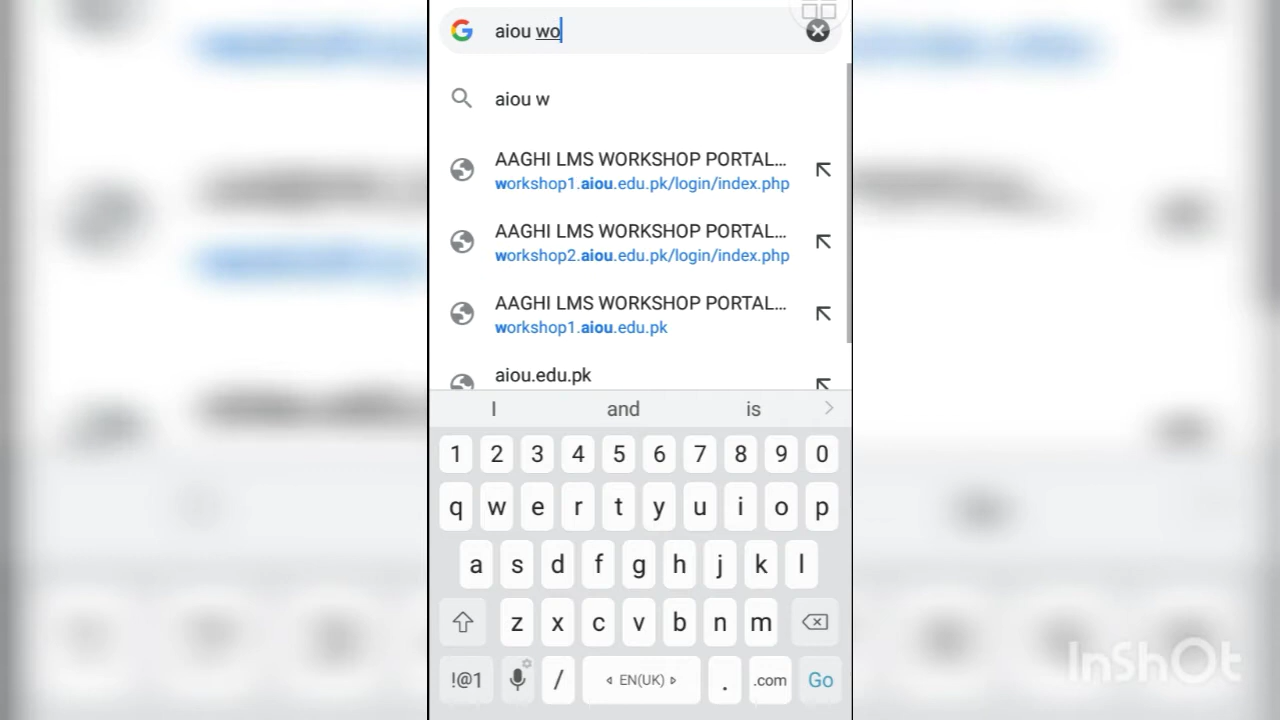 aiou wo
aiou w
AAGHI LMS WORKSHOP PORTAL...
workshop1.aiou.edu.pk/login/index.php
AAGHI LMS WORKSHOP PORTAL...
workshop2.aiou.edu.pk/login/index.php
AAGHI LMS WORKSHOP PORTAL...
workshop1.aiou.edu.pk
aiou.edu.pk
I and is
1 2 3 4 5 6 7 8 9 0
q w e r t y u i o p
a s d f g h j k l
z x c v b n m
!@1 / EN(UK) . .com Go
InShOt